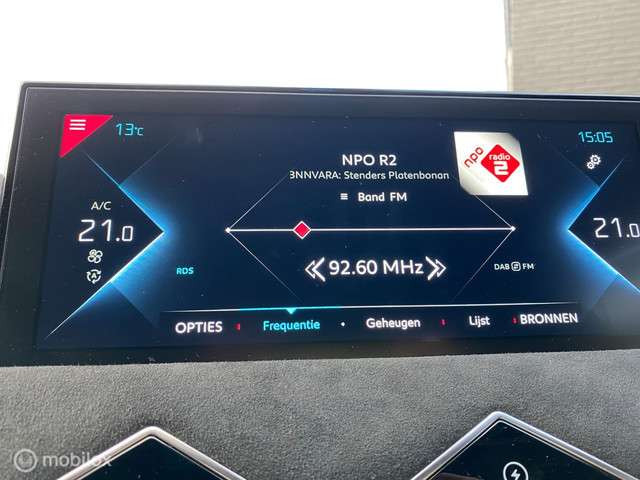 13°C
15:05
NPO R2
npo
radio
2
3NNVARA: Stenders Platenbonan
Band FM
A/C
21.0
21.0
A
92.60 MHz
RDS
DAB FM
OPTIES Frequentie Geheugen Lijst BRONNEN
mobilox